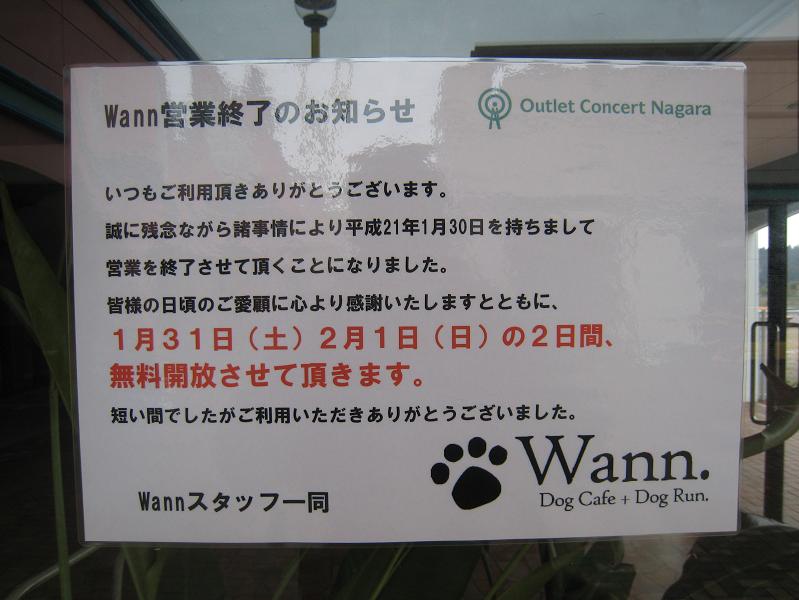 Wann営業終了のお知らせ
Outlet Concert Nagara
いつもご利用頂きありがとうございます。
誠に残念ながら諸事情により平成21年1月30日を持ちまして
営業を終了させて頂くことになりました。
皆様の日頃のご愛顧に心より感謝いたしますとともに、
１月３１日（土）２月１日（日）の２日間、
無料開放させて頂きます。
短い間でしたがご利用いただきありがとうございました。
Wann.
Dog Cafe + Dog Run.
Wannスタッフ一同